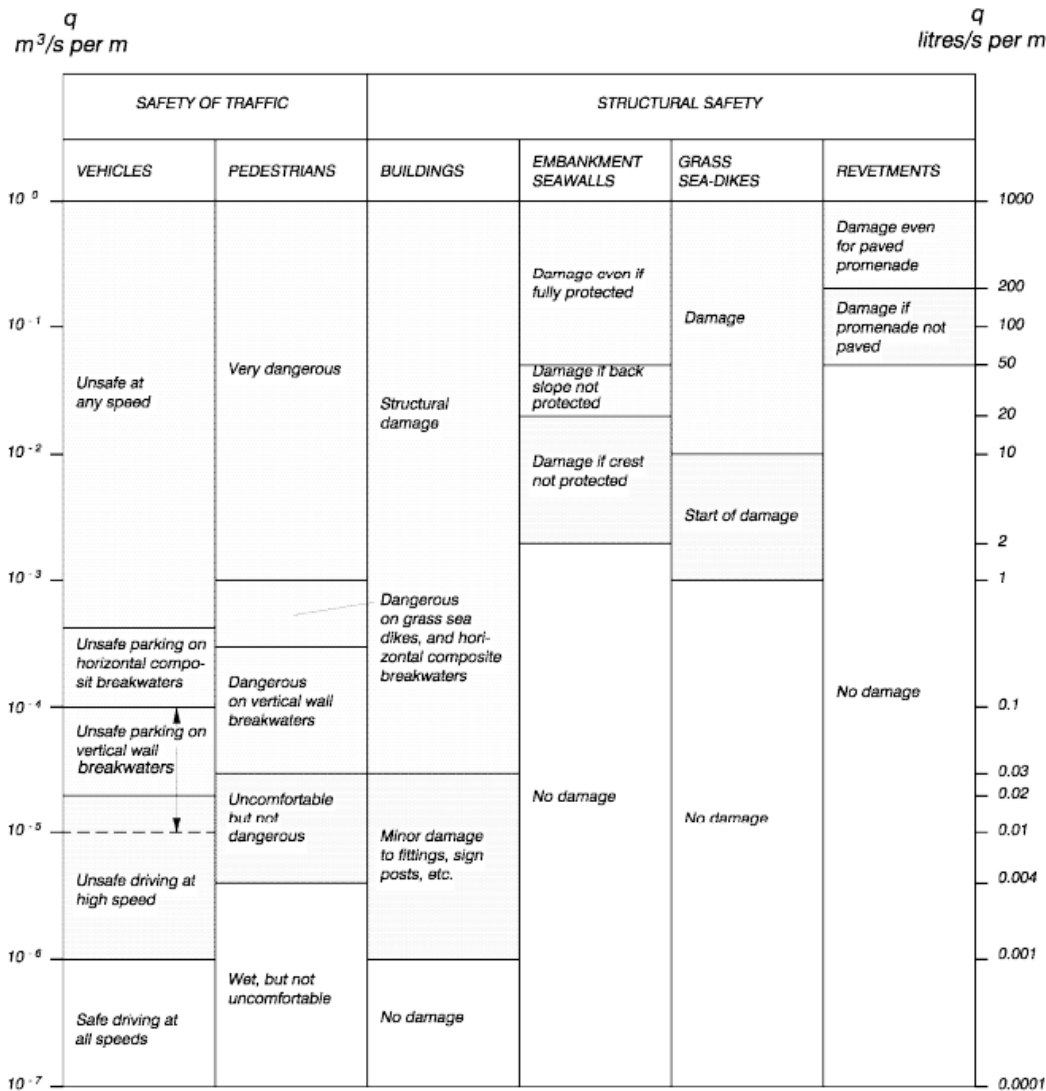 q
m³/s per m
q
litres/s per m
SAFETY OF TRAFFIC
STRUCTURAL SAFETY
VEHICLES
PEDESTRIANS
BUILDINGS
EMBANKMENT
SEAWALLS
GRASS
SEA-DIKES
REVETMENTS
10⁰
10⁻¹
10⁻²
10⁻³
10⁻⁴
10⁻⁵
10⁻⁶
10⁻⁷
Unsafe at
any speed
Unsafe parking on
horizontal compo-
sit breakwaters
Unsafe parking on
vertical wall
breakwaters
Unsafe driving at
high speed
Safe driving at
all speeds
Very dangerous
Dangerous
on vertical wall
breakwaters
Uncomfortable
but not
dangerous
Wet, but not
uncomfortable
Structural
damage
Dangerous
on grass sea
dikes, and hori-
zontal composite
breakwaters
Minor damage
to fittings, sign
posts, etc.
No damage
Damage even if
fully protected
Damage if back
slope not
protected
Damage if crest
not protected
No damage
Damage
Start of damage
No damage
Damage even
for paved
promenade
Damage if
promenade not
paved
No damage
1000
200
100
50
20
10
2
1
0.1
0.03
0.02
0.01
0.004
0.001
0.0001